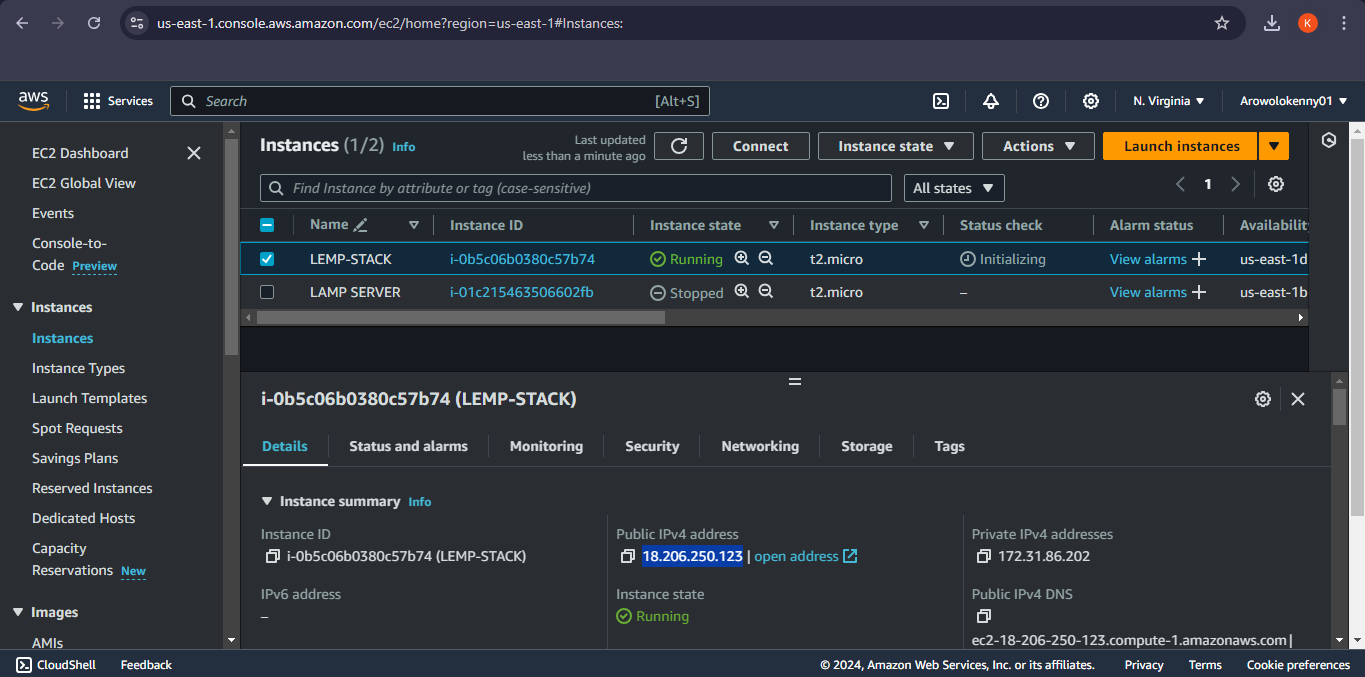 us-east-1.console.aws.amazon.com/ec2/home?region=us-east-1#Instances:
K
aws
Services
Search
[Alt+S]
N. Virginia
Arowolokenny01
EC2 Dashboard
EC2 Global View
Events
Console-to-
Code Preview
Instances
Instances
Instance Types
Launch Templates
Spot Requests
Savings Plans
Reserved Instances
Dedicated Hosts
Capacity
Reservations New
Images
AMIs
Instances (1/2) Info
Last updated
less than a minute ago
Connect
Instance state
Actions
Launch instances
Find Instance by attribute or tag (case-sensitive)
All states
1
Name Instance ID Instance state Instance type Status check Alarm status Availabilit
LEMP-STACK i-0b5c06b0380c57b74 Running t2.micro Initializing View alarms + us-east-1d
LAMP SERVER i-01c215463506602fb Stopped t2.micro – View alarms + us-east-1b
i-0b5c06b0380c57b74 (LEMP-STACK)
Details Status and alarms Monitoring Security Networking Storage Tags
Instance summary Info
Instance ID
i-0b5c06b0380c57b74 (LEMP-STACK)
Public IPv4 address
18.206.250.123 | open address
Private IPv4 addresses
172.31.86.202
IPv6 address
–
Instance state
Running
Public IPv4 DNS
ec2-18-206-250-123.compute-1.amazonaws.com |
CloudShell Feedback
© 2024, Amazon Web Services, Inc. or its affiliates. Privacy Terms Cookie preferences